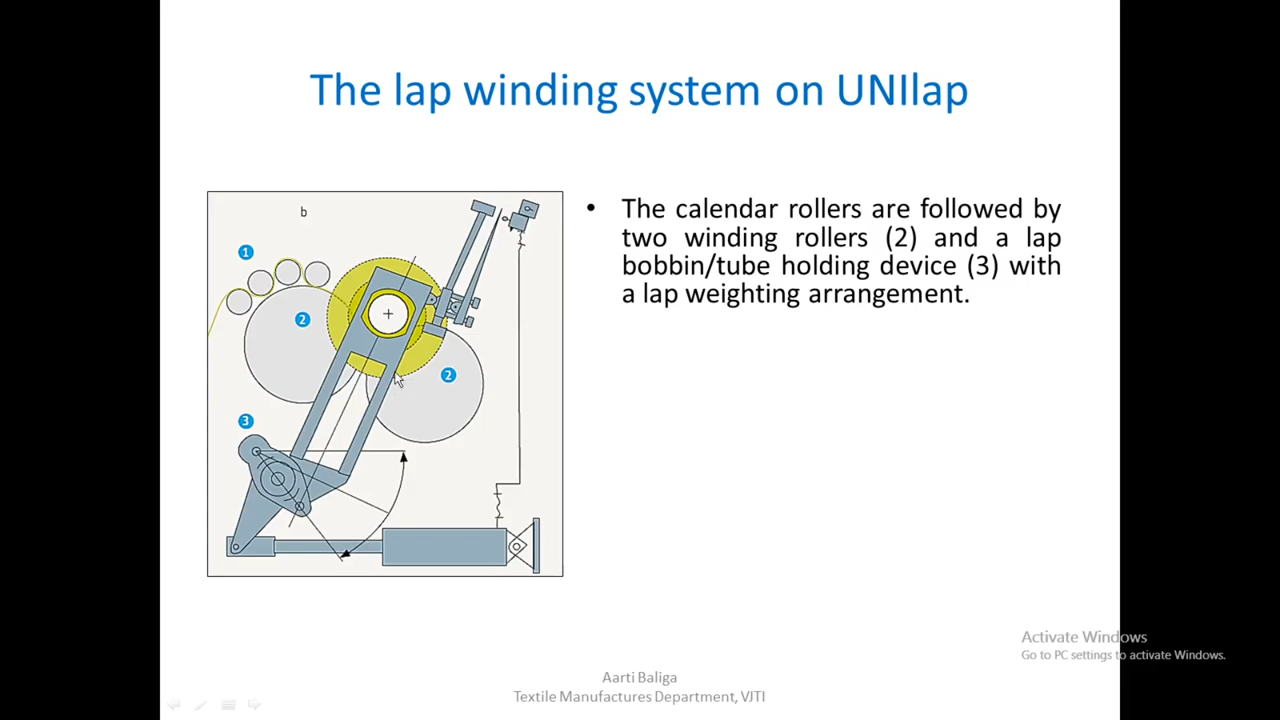 The lap winding system on UNIlap
b
1
2
2
3
• The calendar rollers are followed by
two winding rollers (2) and a lap
bobbin/tube holding device (3) with
a lap weighting arrangement.
Activate Windows
Go to PC settings to activate Windows.
Aarti Baliga
Textile Manufactures Department, VJTI